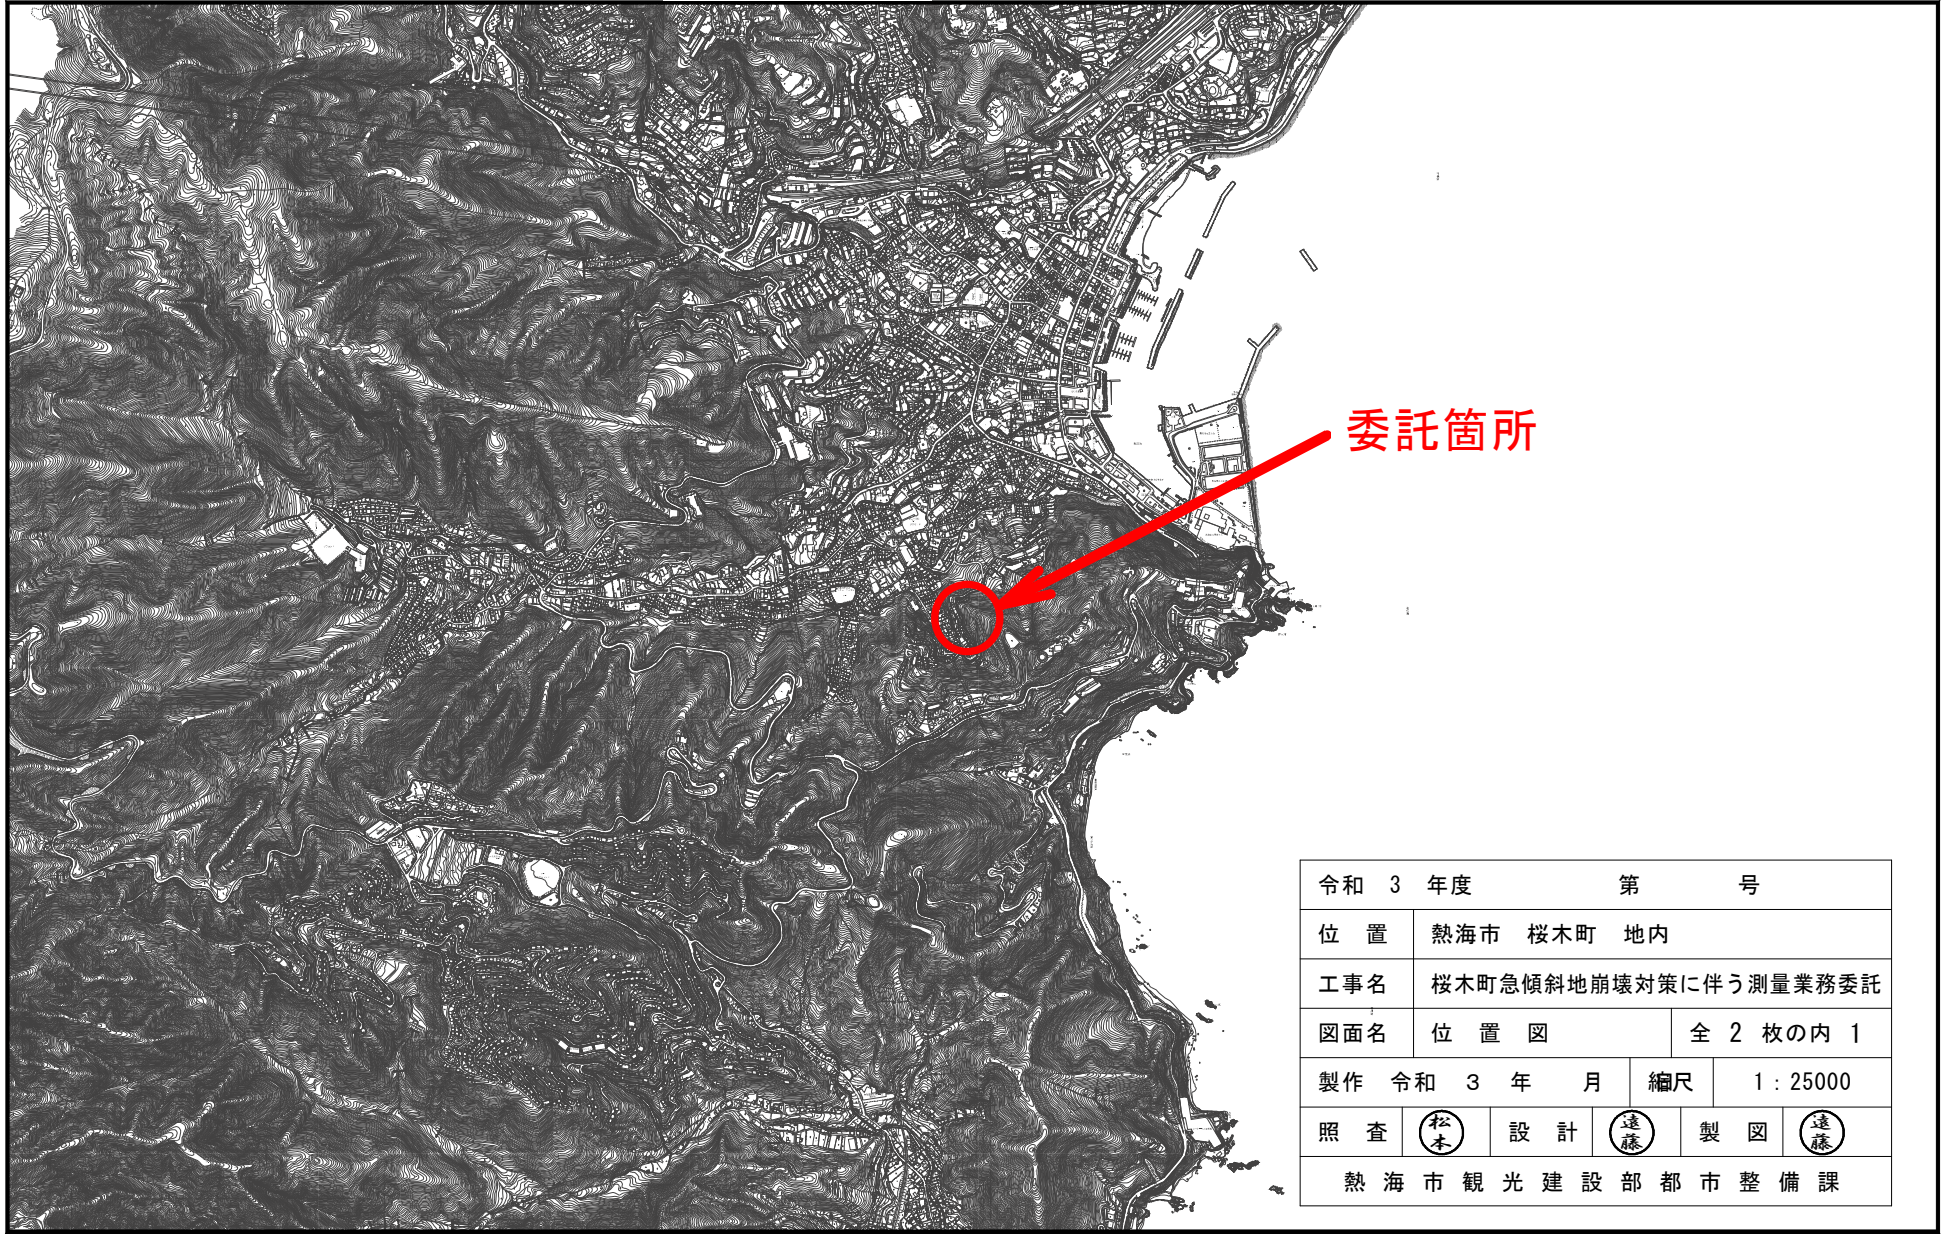 委託箇所
令和 3 年度 第 号
位 置 熱海市 桜木町 地内
工事名 桜木町急傾斜地崩壊対策に伴う測量業務委託
図面名 位 置 図 全 2 枚の内 1
製作 令和 3 年 月 縮尺 1：25000
照 査 松本 設 計 遠藤 製 図 遠藤
熱海市観光建設部都市整備課